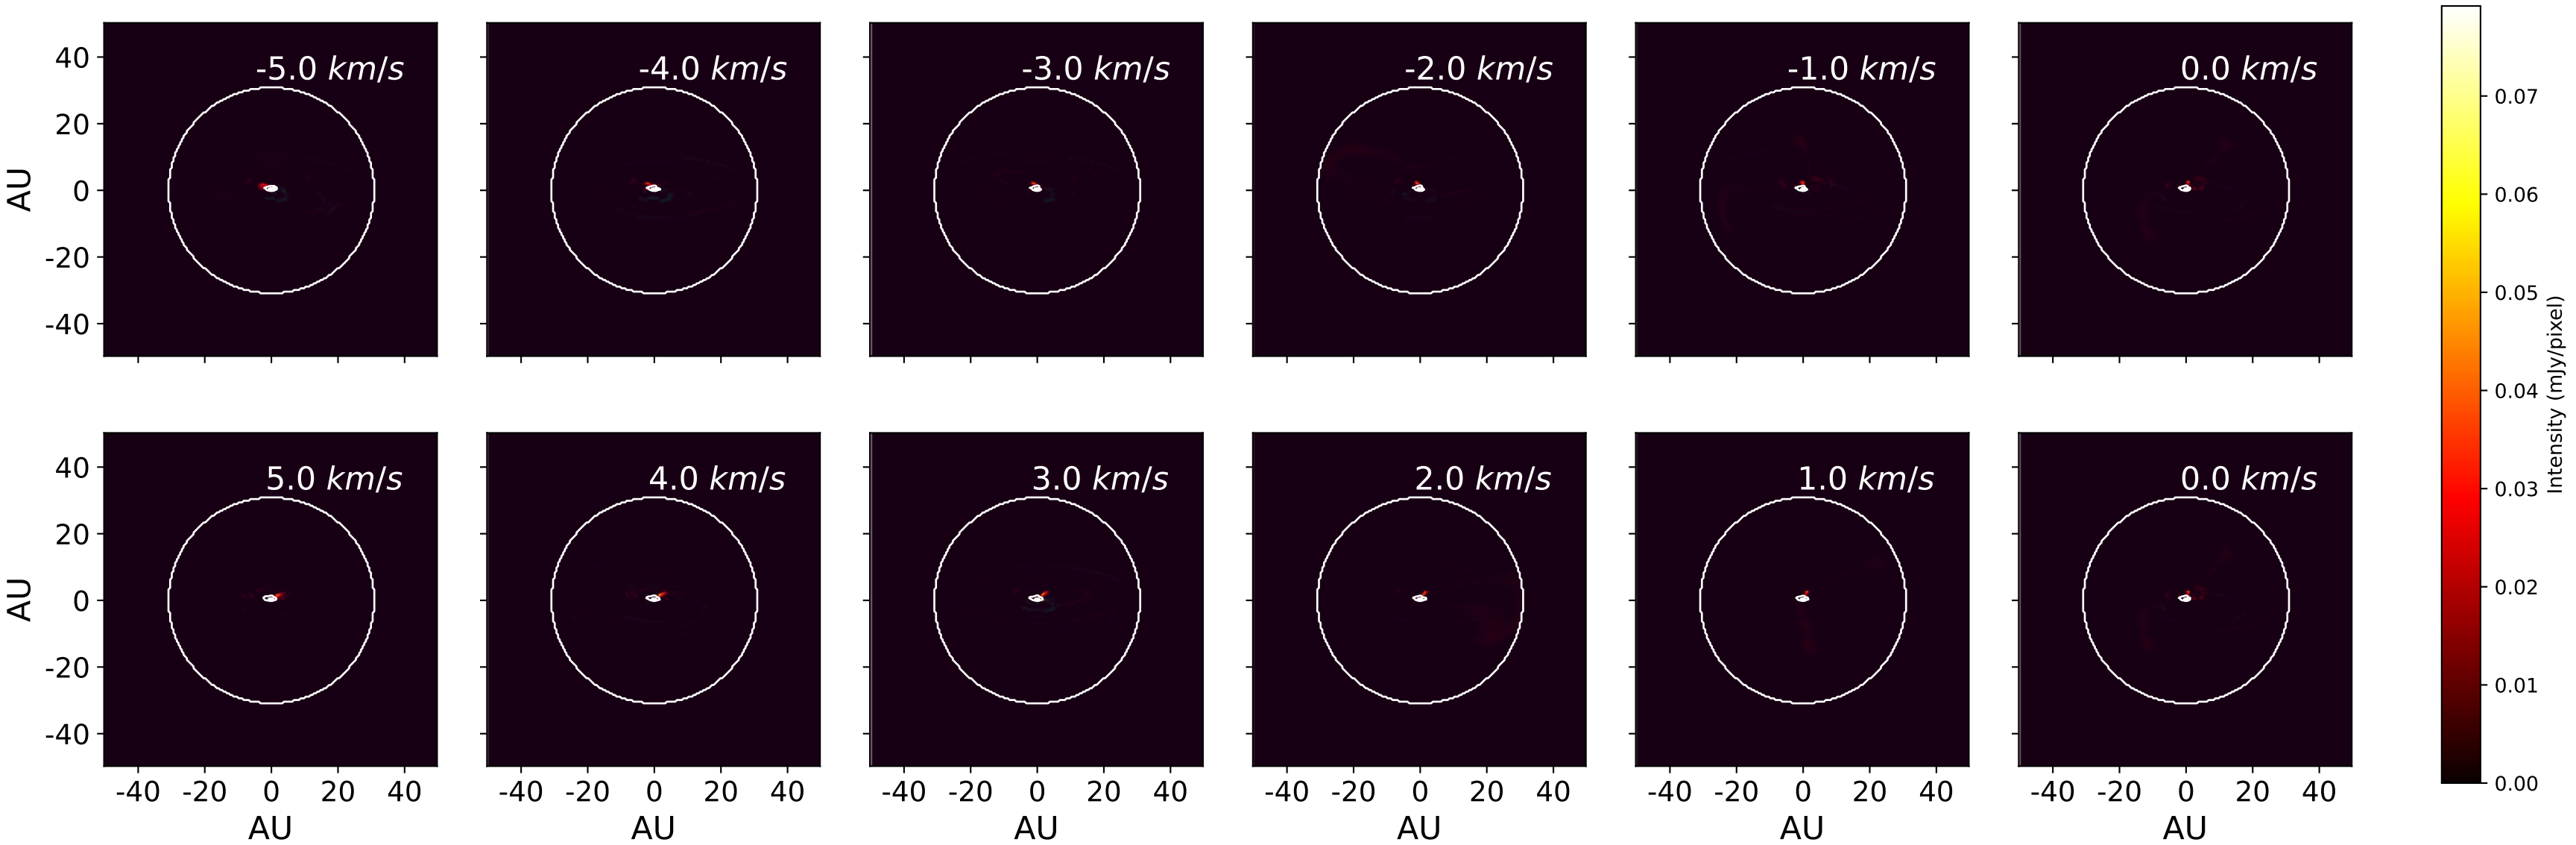 -5.0 km/s
-4.0 km/s
-3.0 km/s
-2.0 km/s
-1.0 km/s
0.0 km/s
40
20
0
-20
-40
AU
5.0 km/s
4.0 km/s
3.0 km/s
2.0 km/s
1.0 km/s
0.0 km/s
40
20
0
-20
-40
AU
-40 -20 0 20 40
-40 -20 0 20 40
-40 -20 0 20 40
-40 -20 0 20 40
-40 -20 0 20 40
-40 -20 0 20 40
AU
AU
AU
AU
AU
AU
0.07
0.06
0.05
0.04
0.03
0.02
0.01
0.00
Intensity (mJy/pixel)